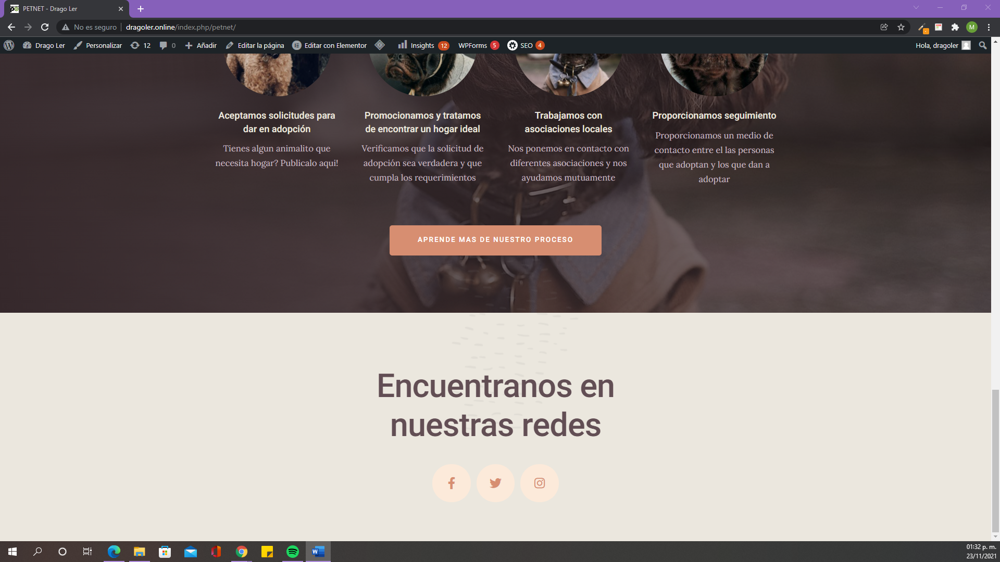 PETNET - Drago Ler
No es seguro dragoler.online/index.php/petnet/ M
Drago Ler Personalizar 12 0 Añadir Editar la página Editar con Elementor Insights 12 WPForms 5 SEO 4 Hola, dragoler
Aceptamos solicitudes para
dar en adopción
Tienes algun animalito que
necesita hogar? Publicalo aqui!
Promocionamos y tratamos
de encontrar un hogar ideal
Verificamos que la solicitud de
adopción sea verdadera y que
cumpla los requerimientos
Trabajamos con
asociaciones locales
Nos ponemos en contacto con
diferentes asociaciones y nos
ayudamos mutuamente
Proporcionamos seguimiento
Proporcionamos un medio de
contacto entre el las personas
que adoptan y los que dan a
adoptar
APRENDE MAS DE NUESTRO PROCESO
Encuentranos en
nuestras redes
01:32 p. m.
23/11/2021